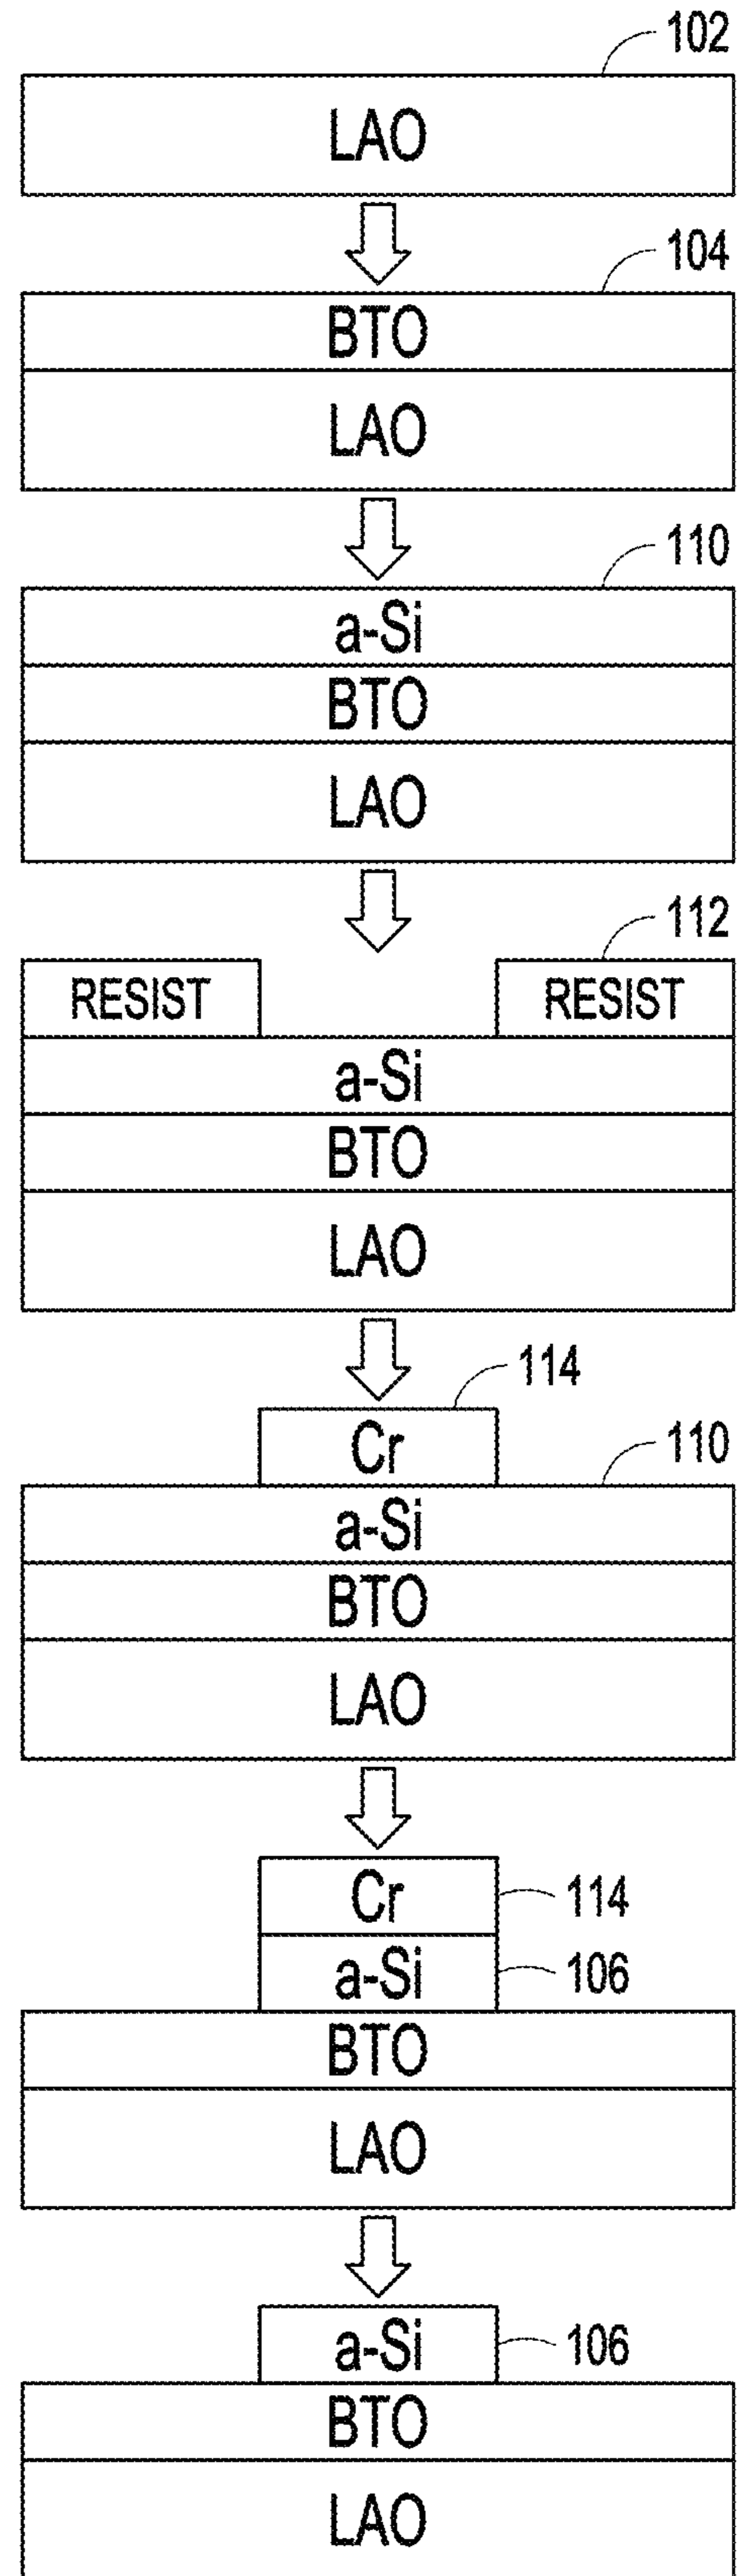 102
LAO
104
BTO
LAO
110
a-Si
BTO
LAO
112
RESIST RESIST
a-Si
BTO
LAO
114
Cr
110
a-Si
BTO
LAO
Cr 114
a-Si 106
BTO
LAO
a-Si 106
BTO
LAO